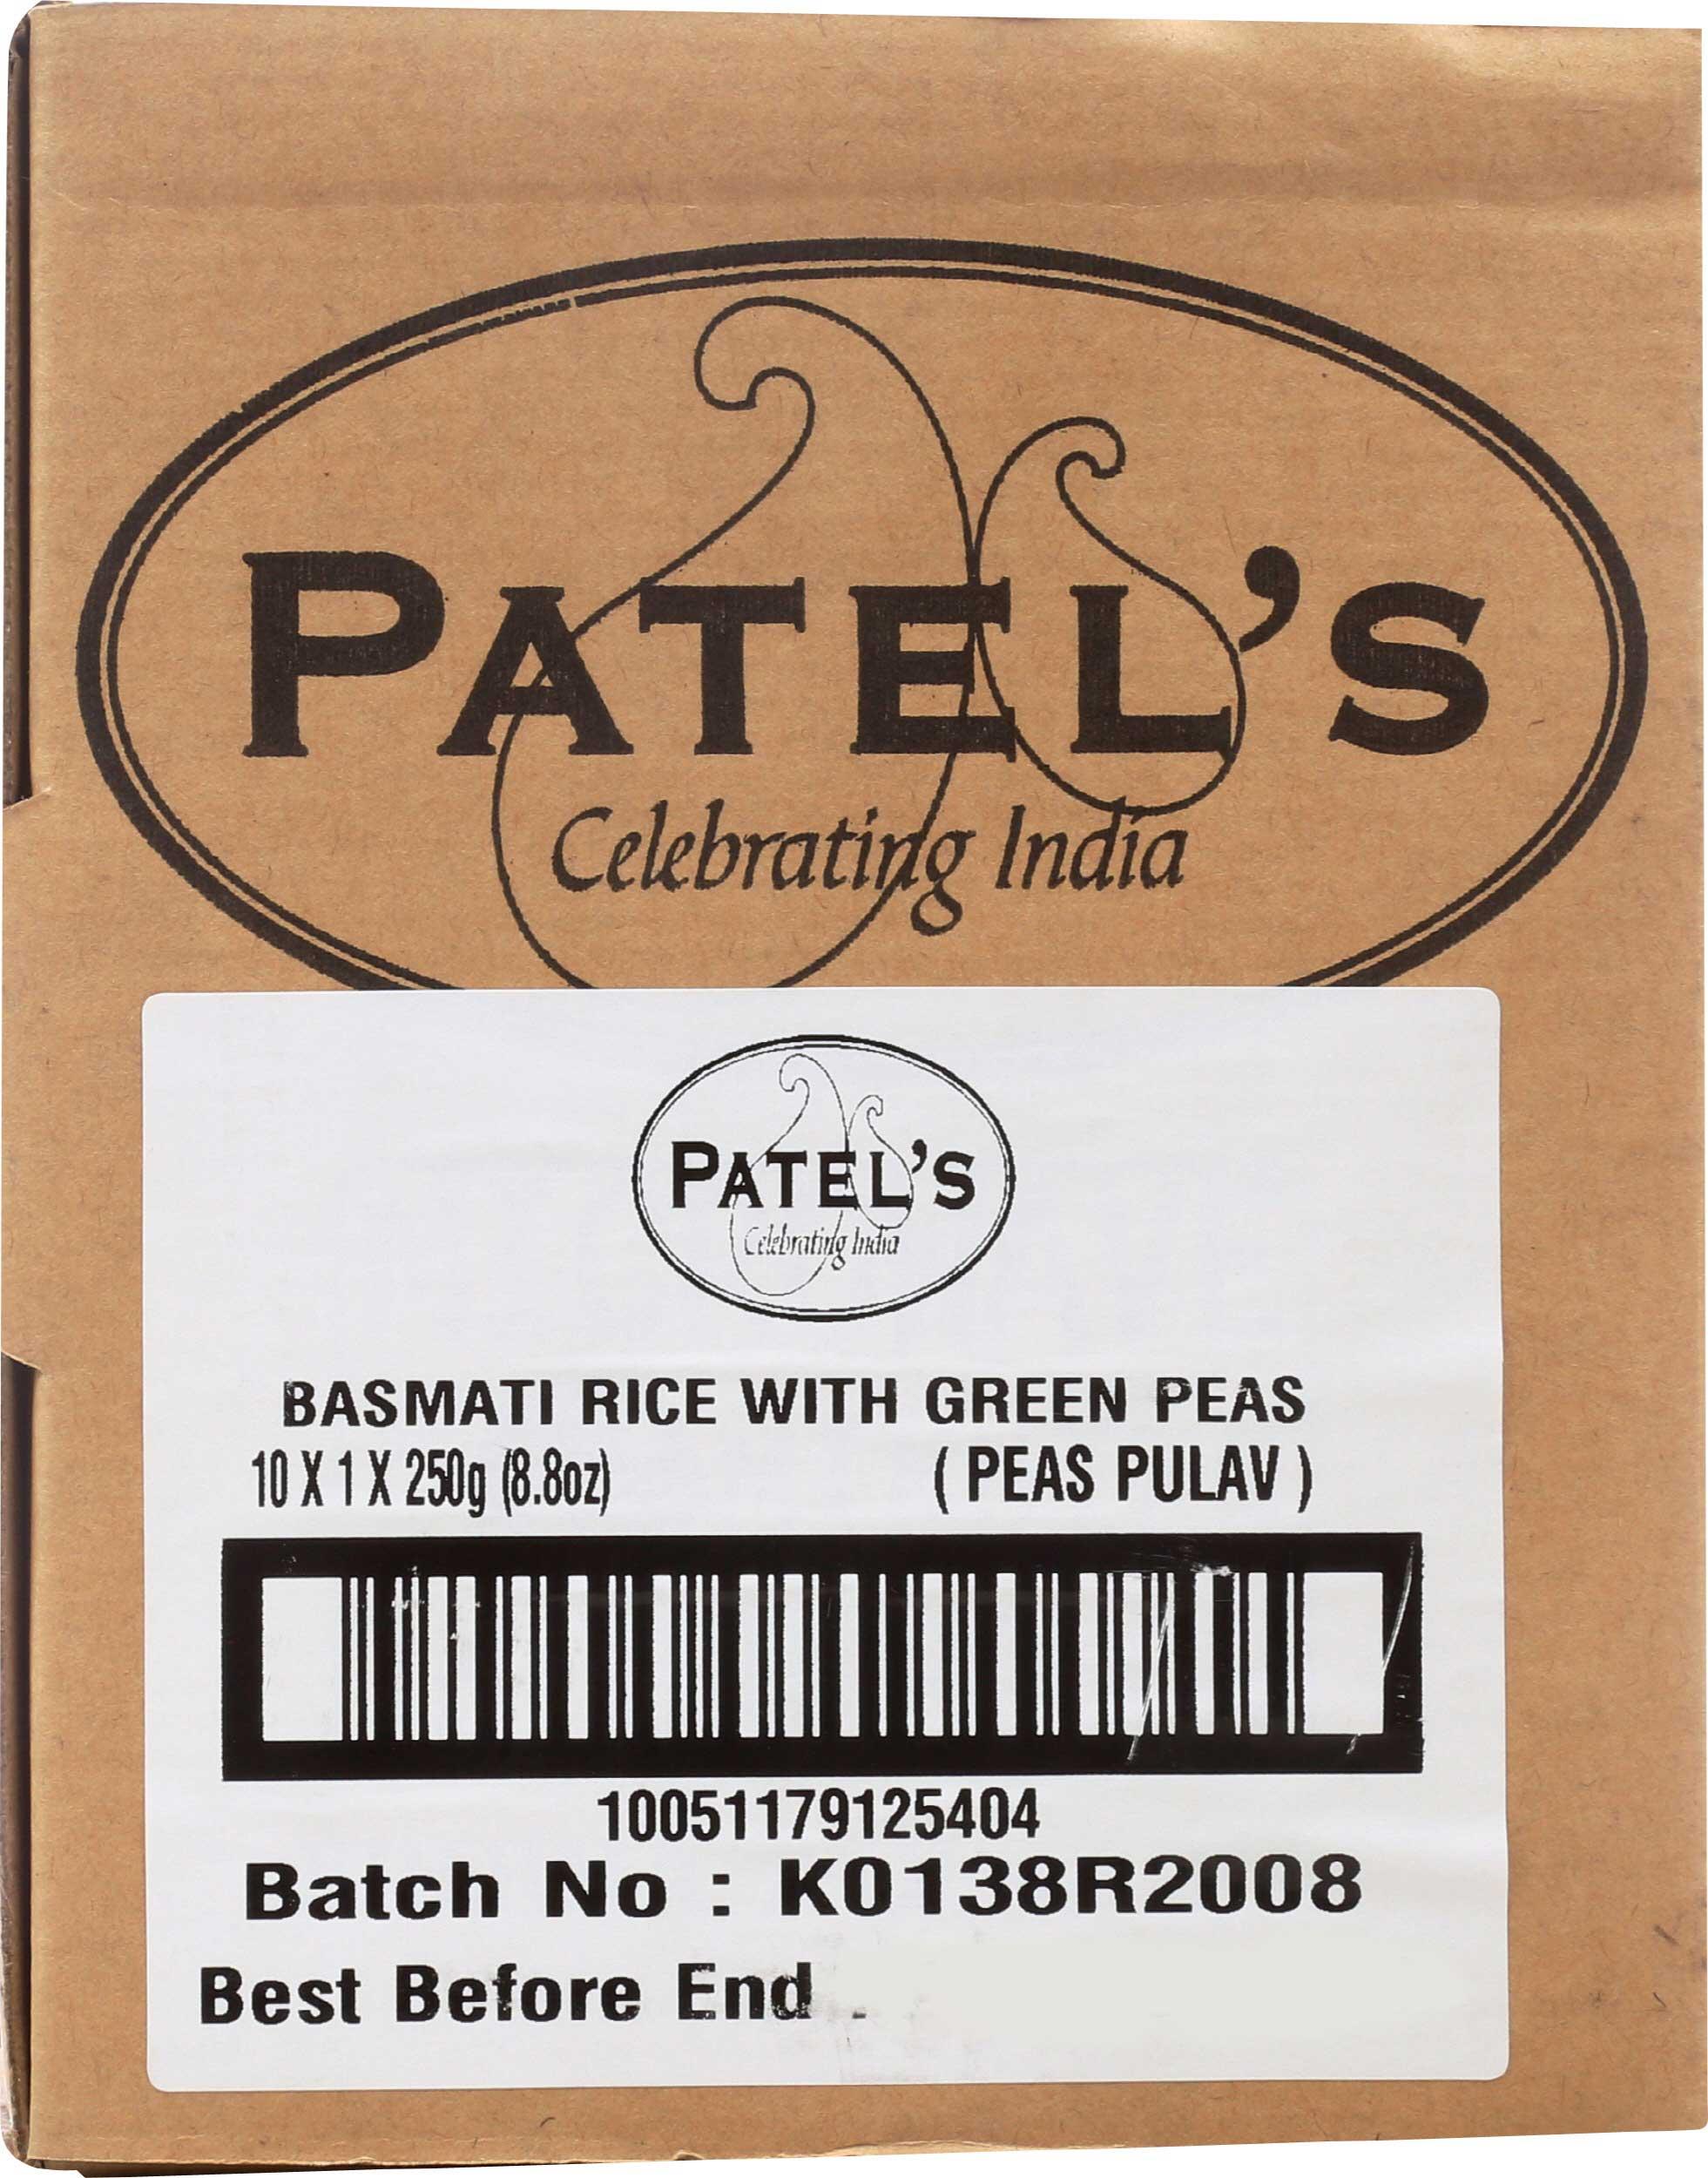 PATEL'S
Celebrating India
PATEL'S
Celebrating India
BASMATI RICE WITH GREEN PEAS
10 X 1 X 250g (8.8oz) ( PEAS PULAV )
10051179125404
Batch No : K0138R2008
Best Before End